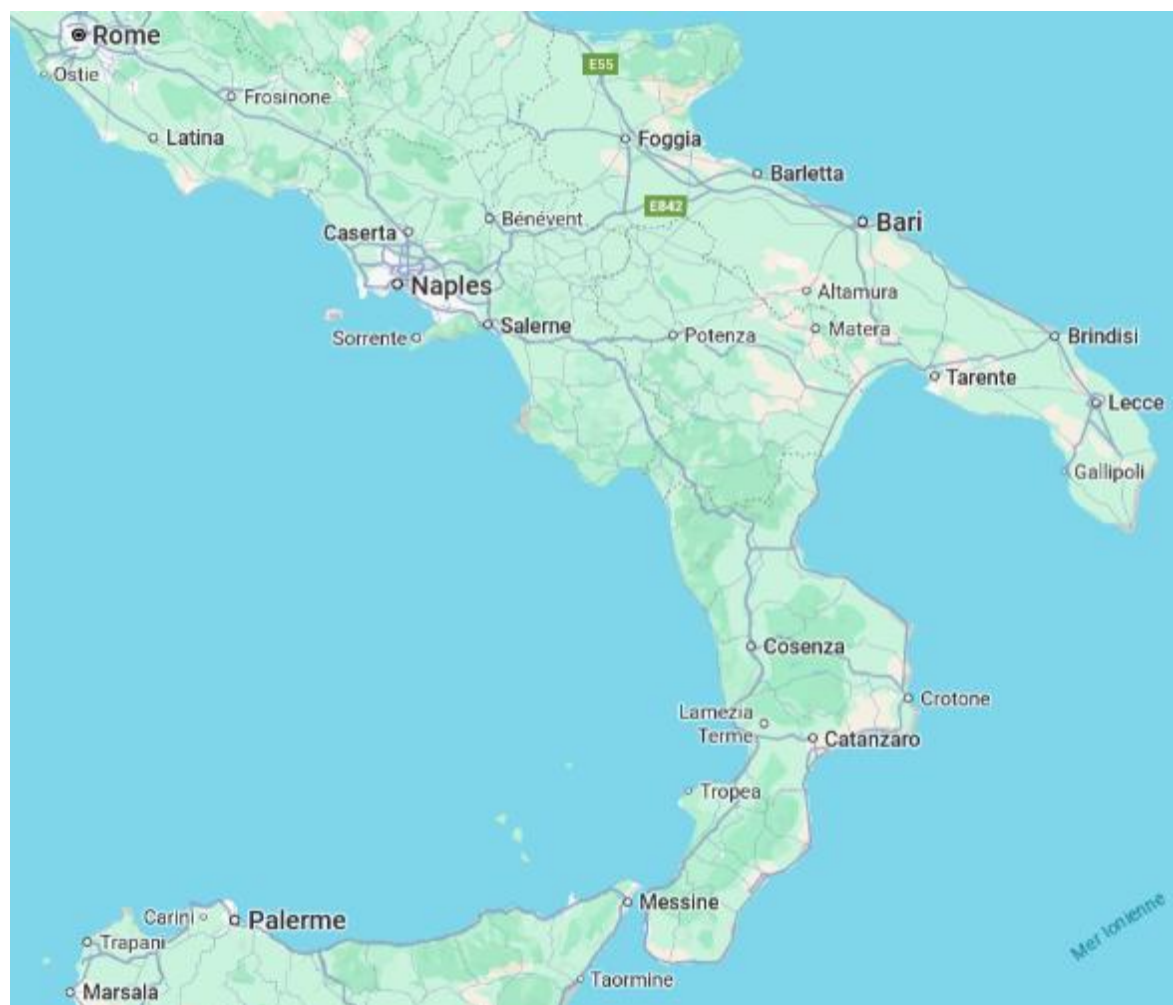 Rome
E55
Ostie
Frosinone
Latina
Foggia
Barletta
E842
Bénévent
Bari
Caserta
Naples
Altamura
Salerne
Matera
Sorrente
Potenza
Brindisi
Tarente
Lecce
Gallipoli
Cosenza
Crotone
Lamezia
Terme
Catanzaro
Tropea
Messine
Carini
Palerme
Trapani
Mer Ionienne
Taormine
Marsala